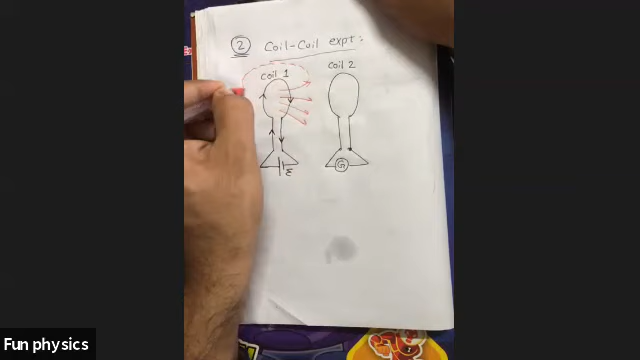 2 Coil-Coil expt:
coil 1
coil 2
ε
G
Fun physics